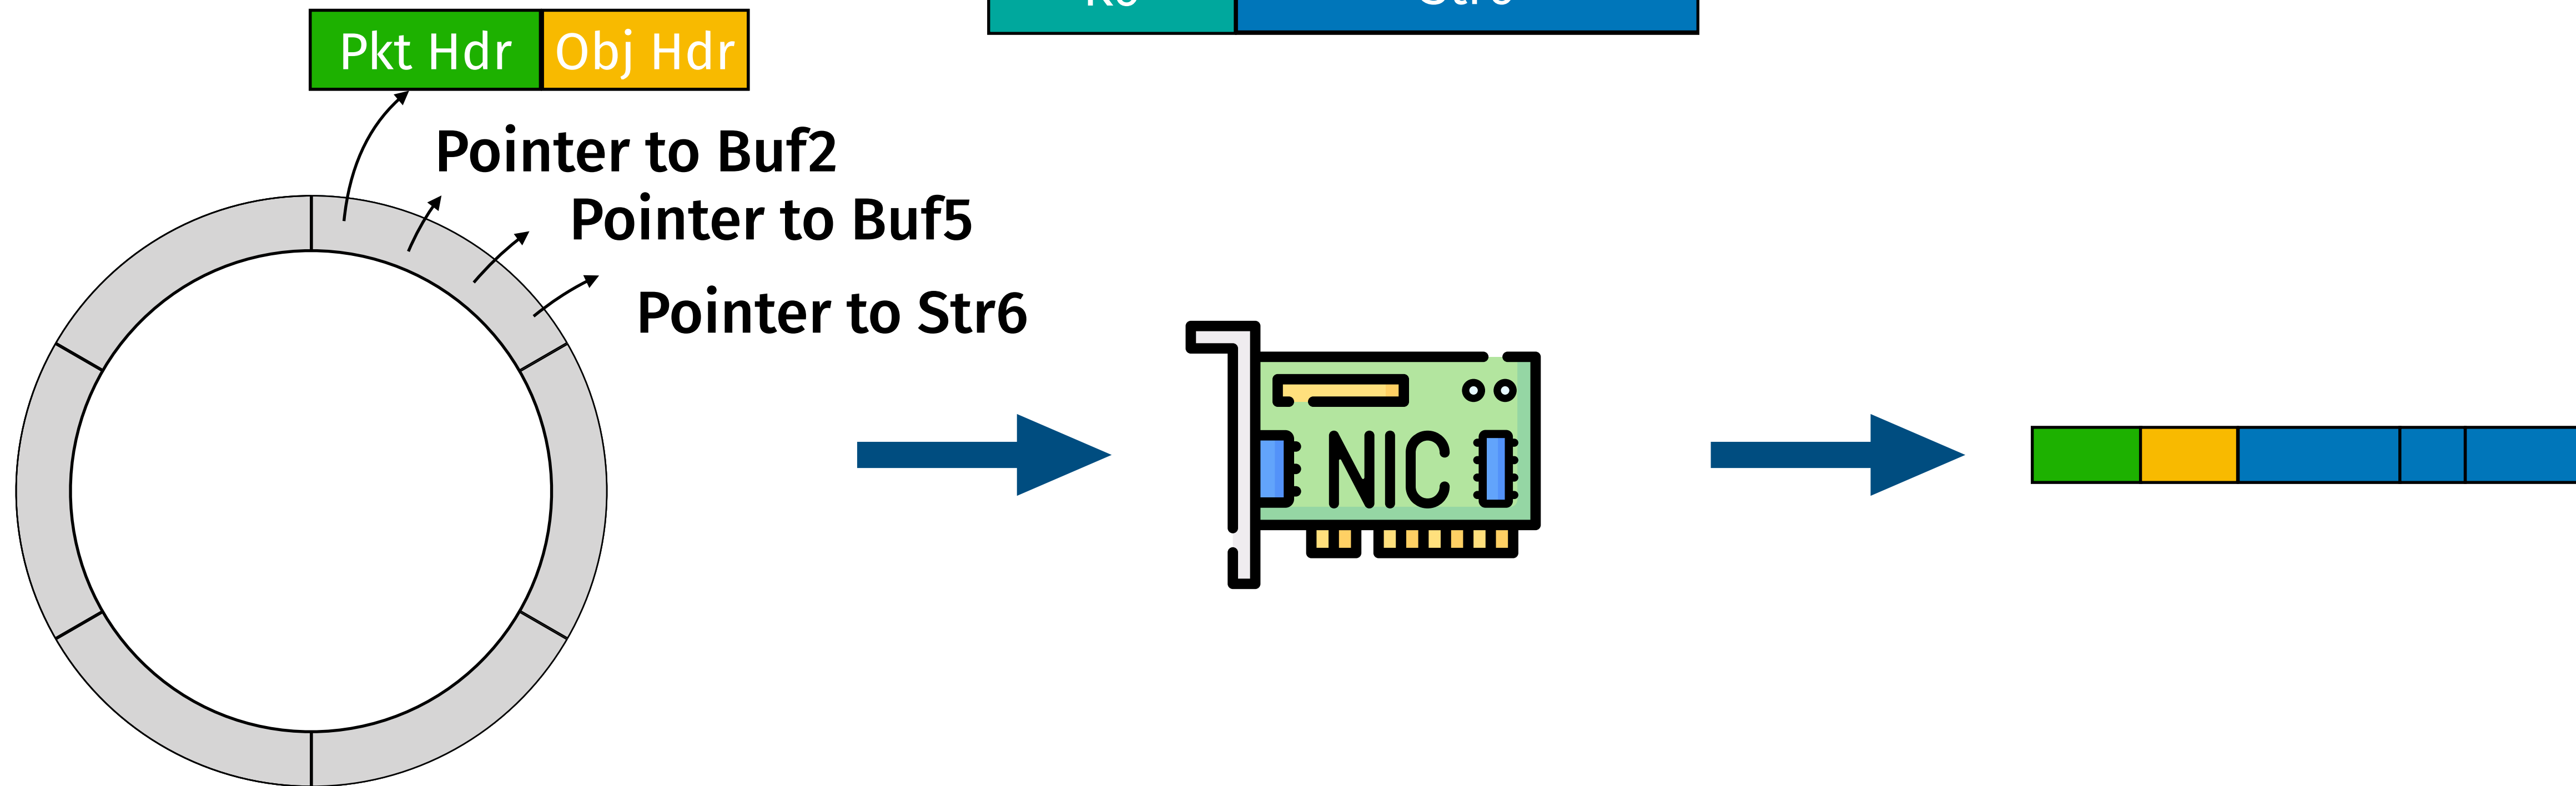 Pkt Hdr
Obj Hdr
Pointer to Buf2
Pointer to Buf5
Pointer to Str6
NIC